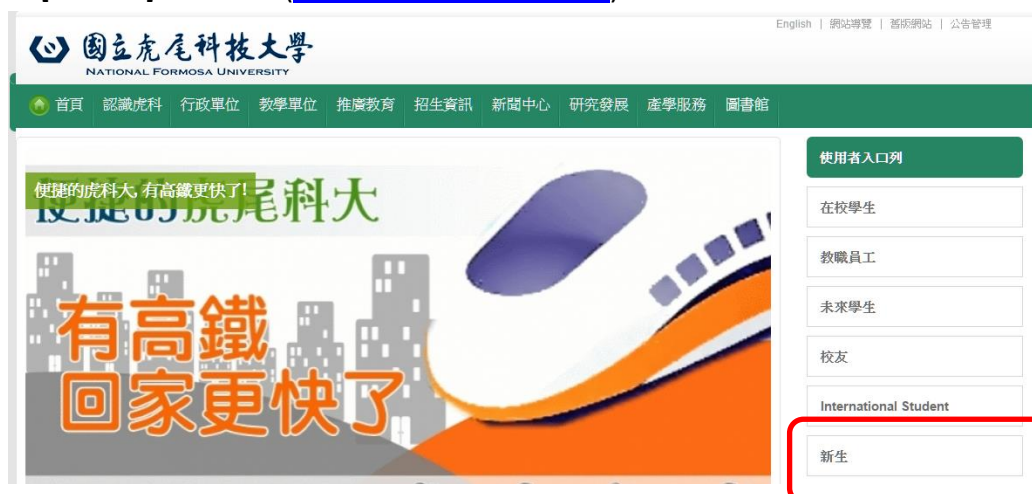 English | 網站導覽 | 舊版網站 | 公告管理
國立虎尾科技大學
NATIONAL FORMOSA UNIVERSITY
首頁 認識虎科 行政單位 教學單位 推廣教育 招生資訊 新聞中心 研究發展 產學服務 圖書館
便捷的虎科大,有高鐵更快了!
便捷的虎尾科大
有高鐵
回家更快了
使用者入口列
在校學生
教職員工
未來學生
校友
International Student
新生